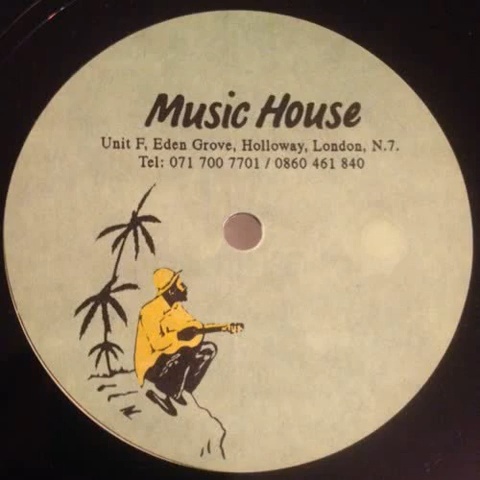 Music House
Unit F, Eden Grove, Holloway, London, N.7.
Tel: 071 700 7701 / 0860 461 840